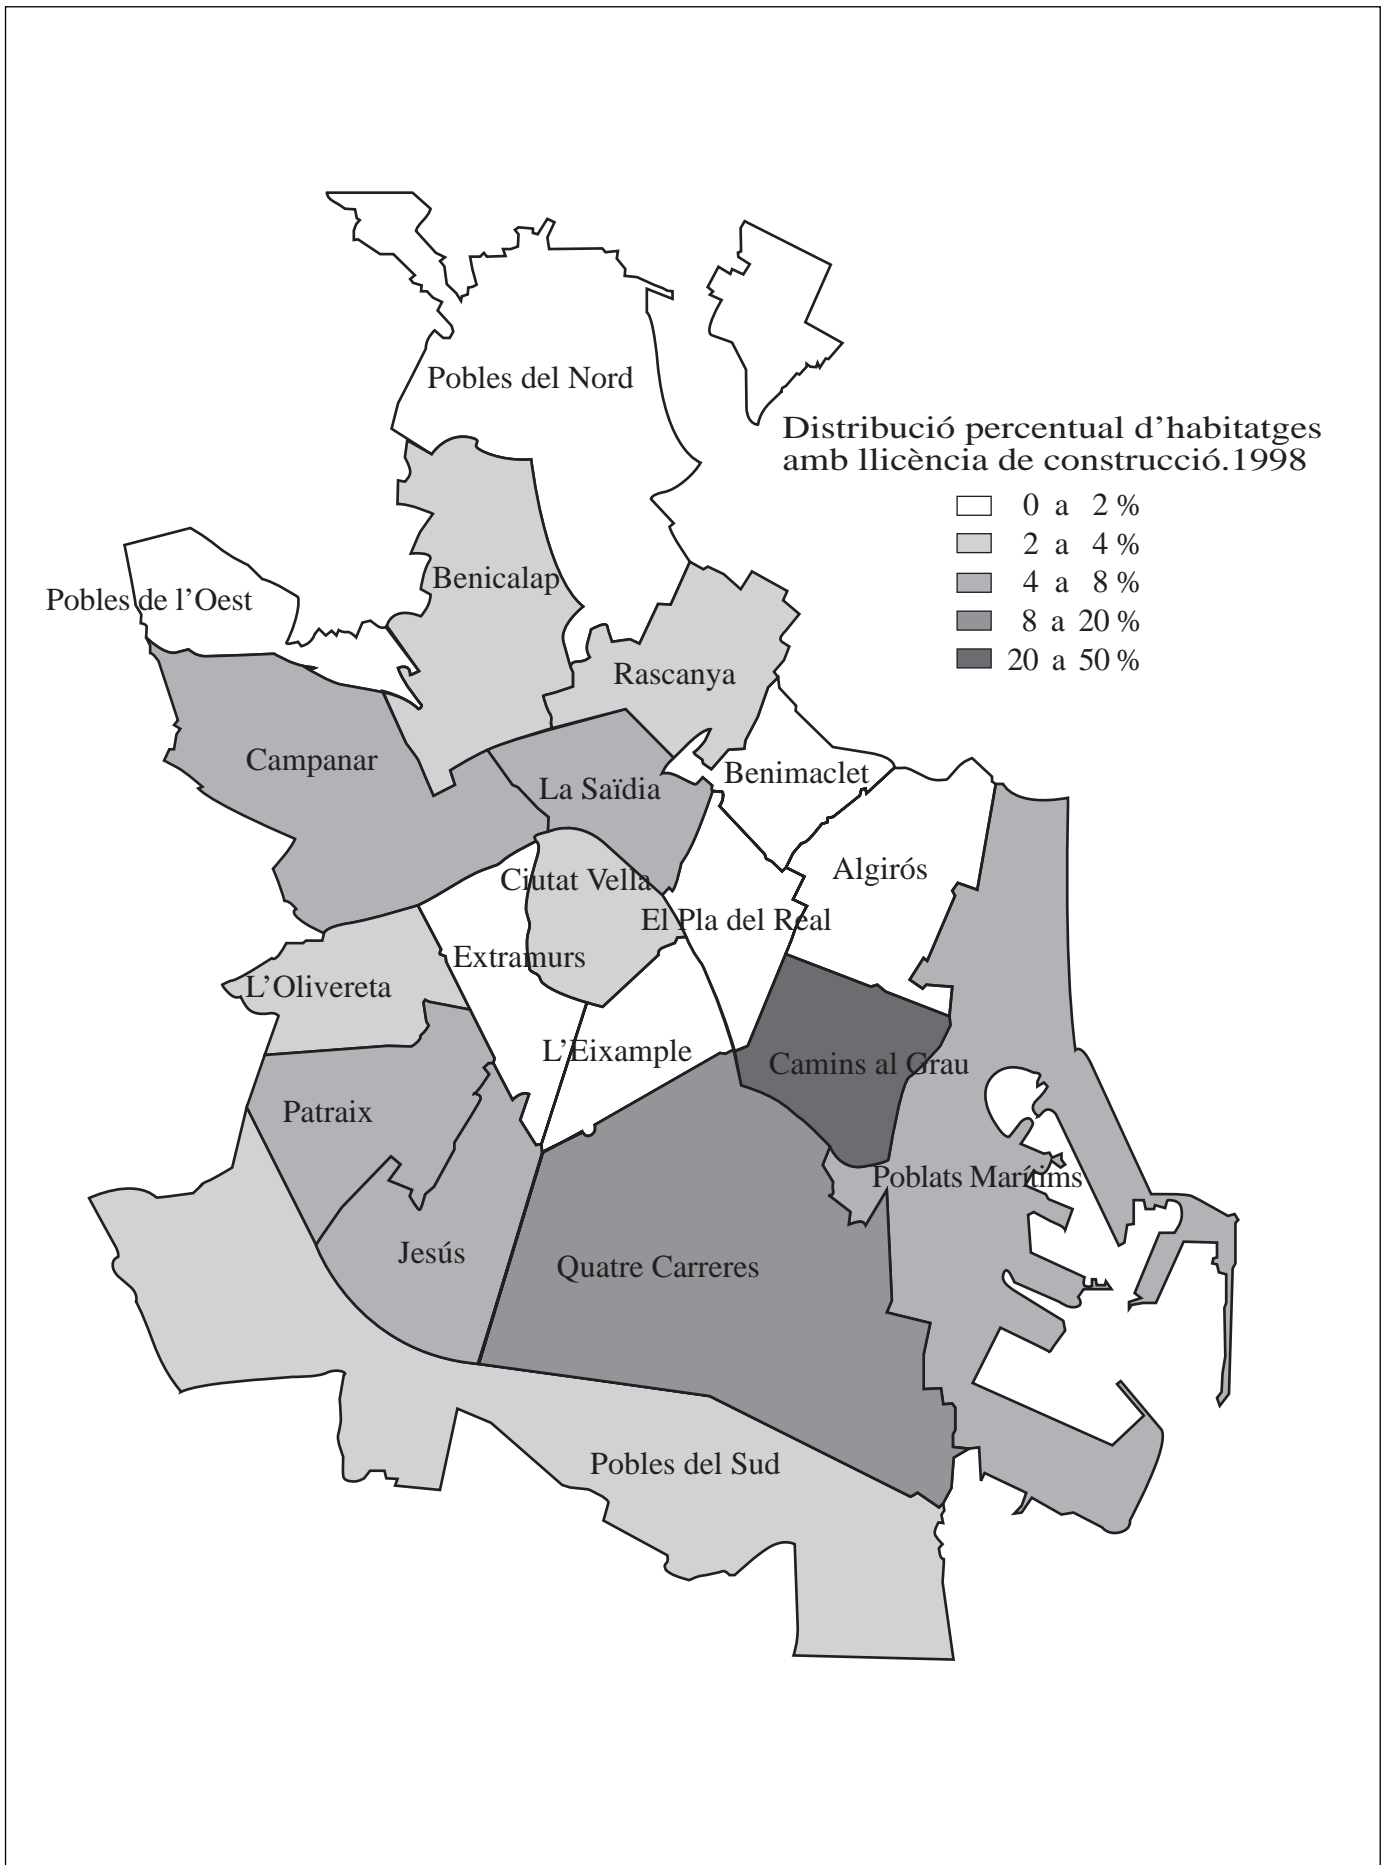 Pobles del Nord
Distribució percentual d’habitatges
amb llicència de construcció.1998
0 a 2 %
2 a 4 %
4 a 8 %
8 a 20 %
20 a 50 %
Benicalap
Pobles de l’Oest
Rascanya
Campanar
Benimaclet
La Saïdia
Algirós
Ciutat Vella
El Pla del Real
Extramurs
L’Olivereta
L’Eixample
Camins al Grau
Patraix
Poblats Marítims
Jesús
Quatre Carreres
Pobles del Sud